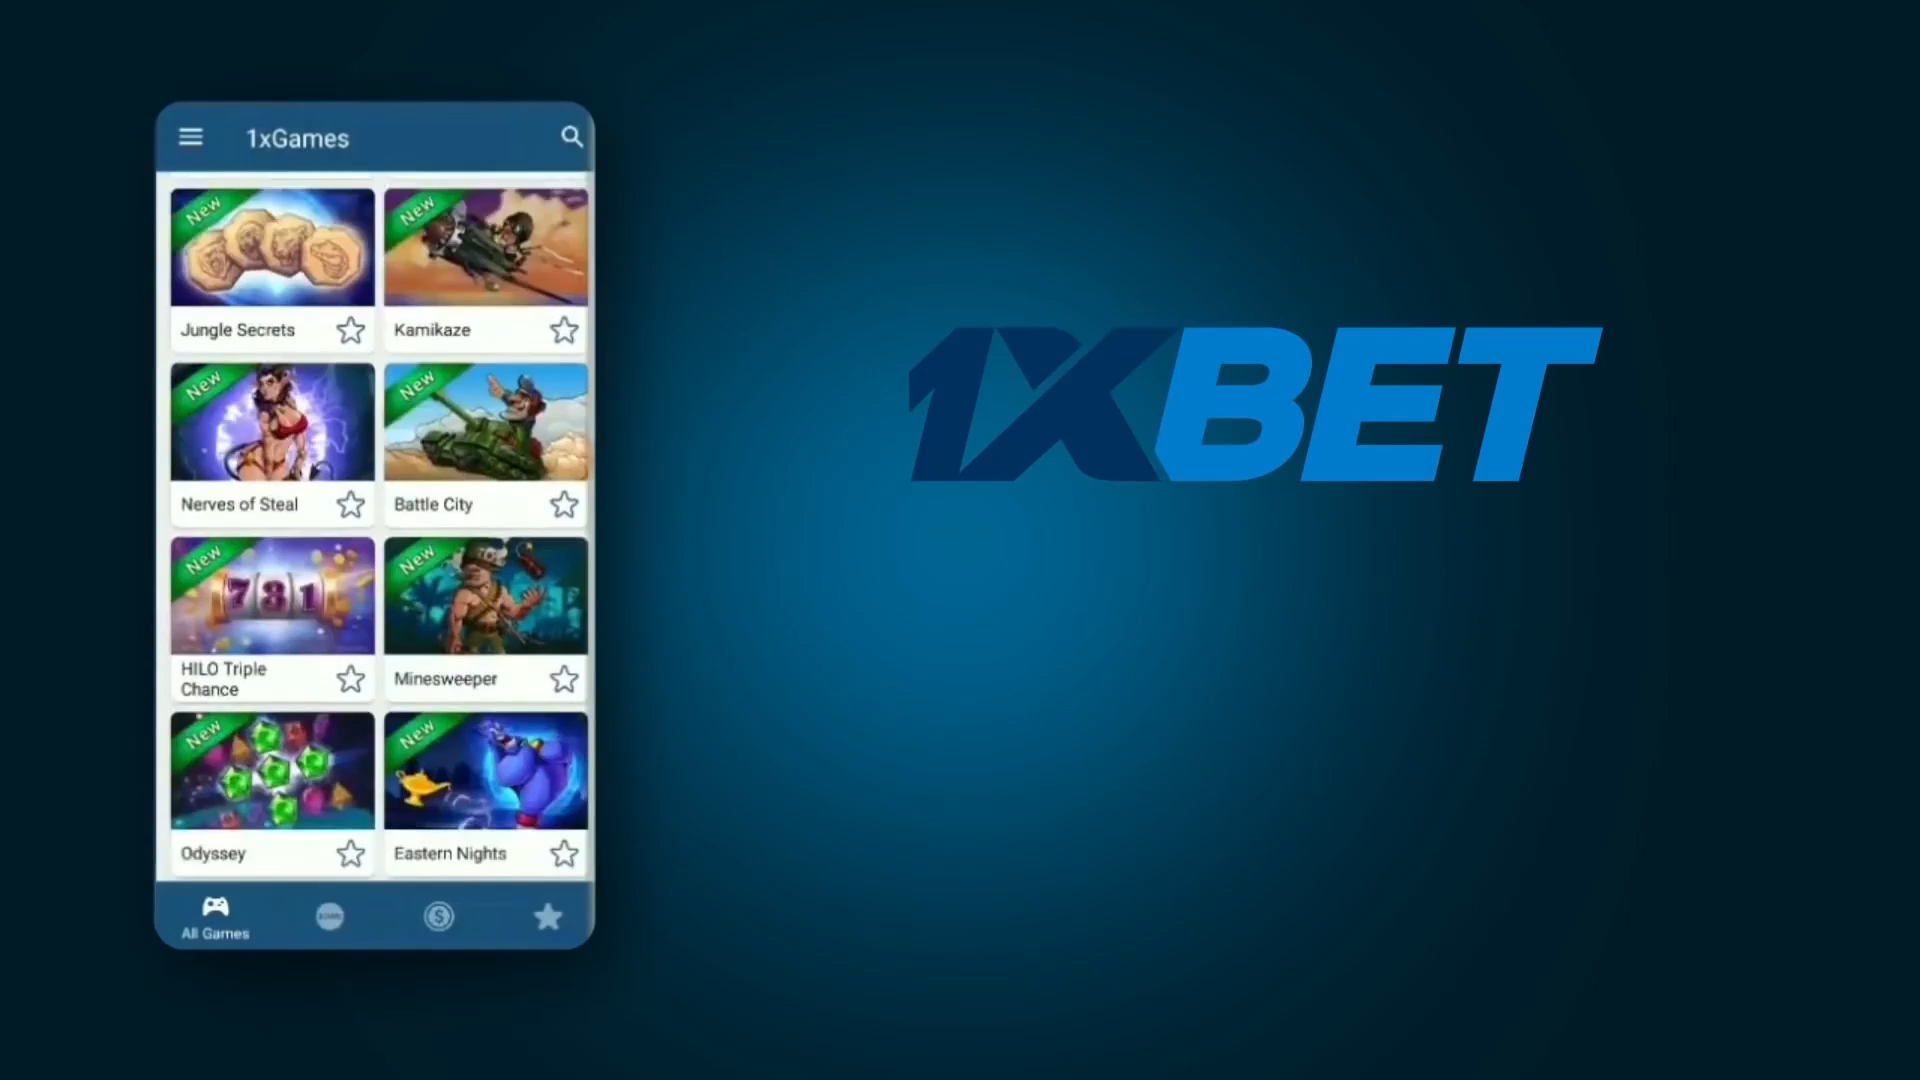 1xGames
New
New
Jungle Secrets
Kamikaze
New
New
Nerves of Steal
Battle City
New
New
731
HILO Triple
Chance
Minesweeper
New
New
Odyssey
Eastern Nights
All Games
1XBET